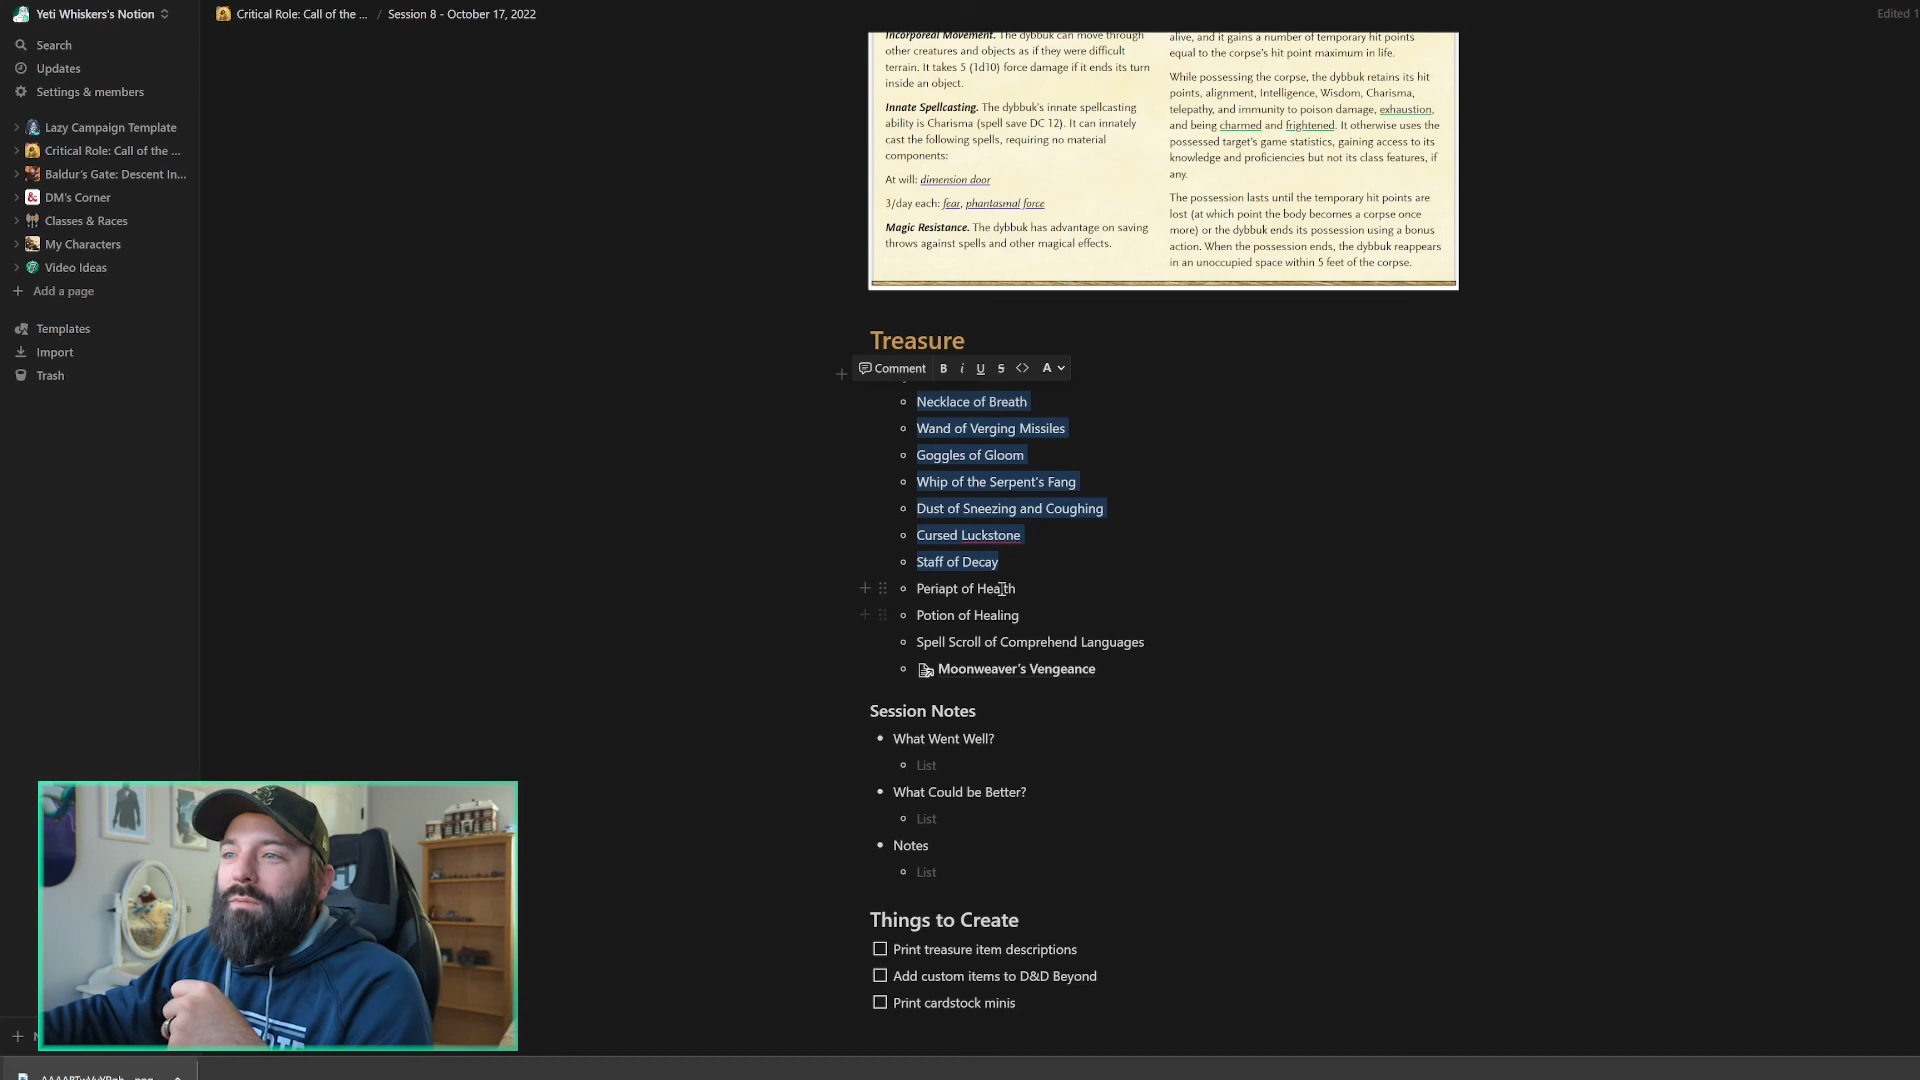 Yeti Whiskers's Notion
Critical Role: Call of the ... / Session 8 - October 17, 2022
Edited 1
Search
Updates
Settings & members
Lazy Campaign Template
Critical Role: Call of the ...
Baldur's Gate: Descent In...
DM's Corner
Classes & Races
My Characters
Video Ideas
Add a page
Templates
Import
Trash
Incorporeal Movement. The dybbuk can move through
other creatures and objects as if they were difficult
terrain. It takes 5 (1d10) force damage if it ends its turn
inside an object.
Innate Spellcasting. The dybbuk's innate spellcasting
ability is Charisma (spell save DC 12). It can innately
cast the following spells, requiring no material
components:
At will: dimension door
3/day each: fear, phantasmal force
Magic Resistance. The dybbuk has advantage on saving
throws against spells and other magical effects.
alive, and it gains a number of temporary hit points
equal to the corpse's hit point maximum in life.
While possessing the corpse, the dybbuk retains its hit
points, alignment, Intelligence, Wisdom, Charisma,
telepathy, and immunity to poison damage, exhaustion,
and being charmed and frightened. It otherwise uses the
possessed target's game statistics, gaining access to its
knowledge and proficiencies but not its class features, if
any.
The possession lasts until the temporary hit points are
lost (at which point the body becomes a corpse once
more) or the dybbuk ends its possession using a bonus
action. When the possession ends, the dybbuk reappears
in an unoccupied space within 5 feet of the corpse.
Treasure
Comment B i U S <> A
Necklace of Breath
Wand of Verging Missiles
Goggles of Gloom
Whip of the Serpent's Fang
Dust of Sneezing and Coughing
Cursed Luckstone
Staff of Decay
Periapt of Health
Potion of Healing
Spell Scroll of Comprehend Languages
Moonweaver's Vengeance
Session Notes
What Went Well?
List
What Could be Better?
List
Notes
List
Things to Create
Print treasure item descriptions
Add custom items to D&D Beyond
Print cardstock minis